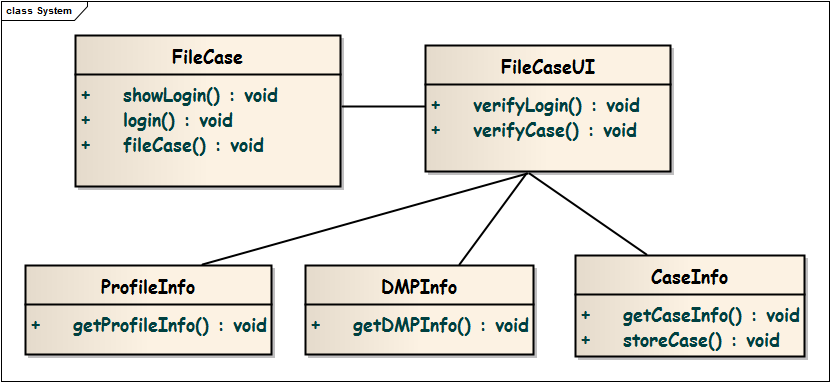 class System
FileCase
+ showLogin() : void
+ login() : void
+ fileCase() : void
FileCaseUI
+ verifyLogin() : void
+ verifyCase() : void
ProfileInfo
+ getProfileInfo() : void
DMPInfo
+ getDMPInfo() : void
CaseInfo
+ getCaseInfo() : void
+ storeCase() : void